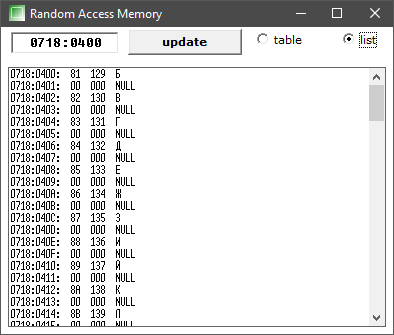 Random Access Memory
0718:0400 update table list
0718:0400: 81 129 Б
0718:0401: 00 000 NULL
0718:0402: 82 130 В
0718:0403: 00 000 NULL
0718:0404: 83 131 Г
0718:0405: 00 000 NULL
0718:0406: 84 132 Д
0718:0407: 00 000 NULL
0718:0408: 85 133 Е
0718:0409: 00 000 NULL
0718:040A: 86 134 Ж
0718:040B: 00 000 NULL
0718:040C: 87 135 З
0718:040D: 00 000 NULL
0718:040E: 88 136 И
0718:040F: 00 000 NULL
0718:0410: 89 137 Й
0718:0411: 00 000 NULL
0718:0412: 8A 138 К
0718:0413: 00 000 NULL
0718:0414: 8B 139 Л
0718:0415: 00 000 NULL